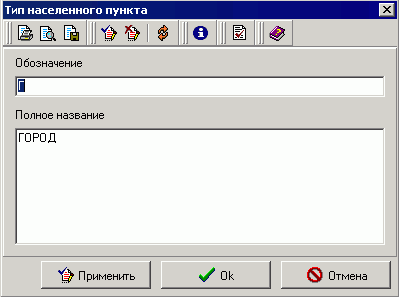 Тип населенного пункта
Обозначение
Г
Полное название
ГОРОД
Применить
Ok
Отмена